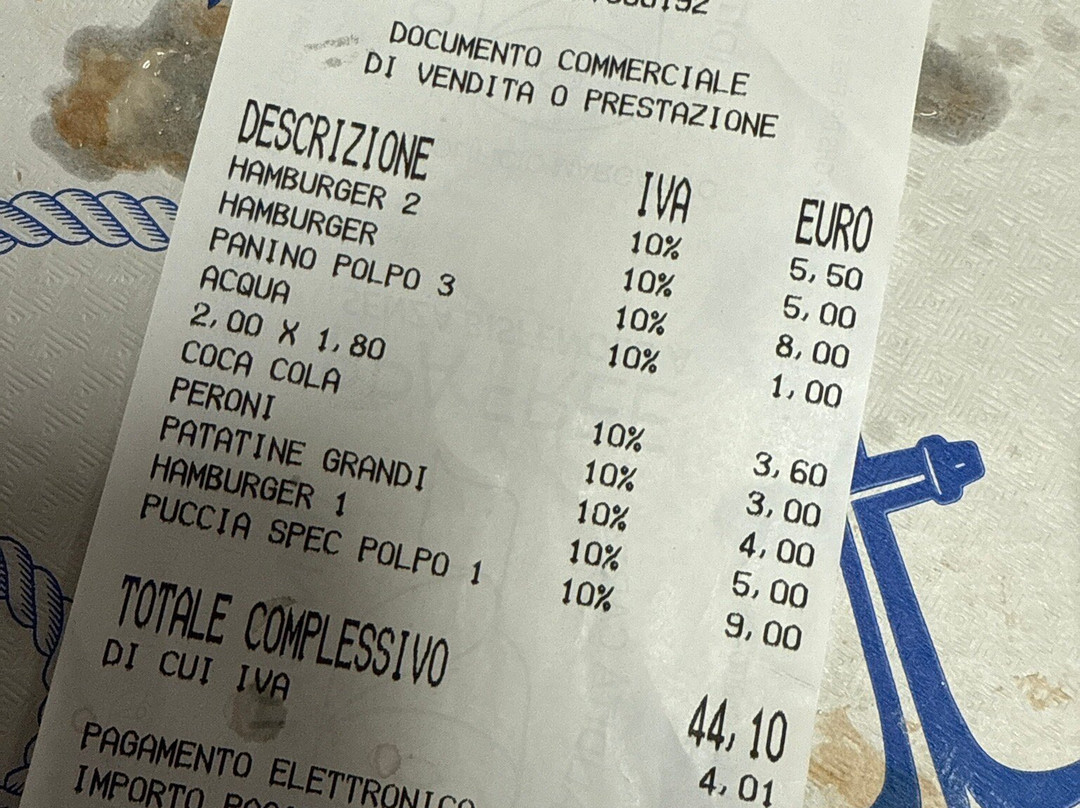 DOCUMENTO COMMERCIALE
DI VENDITA O PRESTAZIONE
DESCRIZIONE IVA EURO
HAMBURGER 2 10% 5,50
HAMBURGER 10% 5,00
PANINO POLPO 3 10% 8,00
ACQUA 10% 1,00
2,00 X 1,80
COCA COLA 10% 3,60
PERONI 10% 3,00
PATATINE GRANDI 10% 4,00
HAMBURGER 1 10% 5,00
PUCCIA SPEC POLPO 1 10% 9,00
TOTALE COMPLESSIVO 44,10
DI CUI IVA 4,01
PAGAMENTO ELETTRONICO
IMPORTO